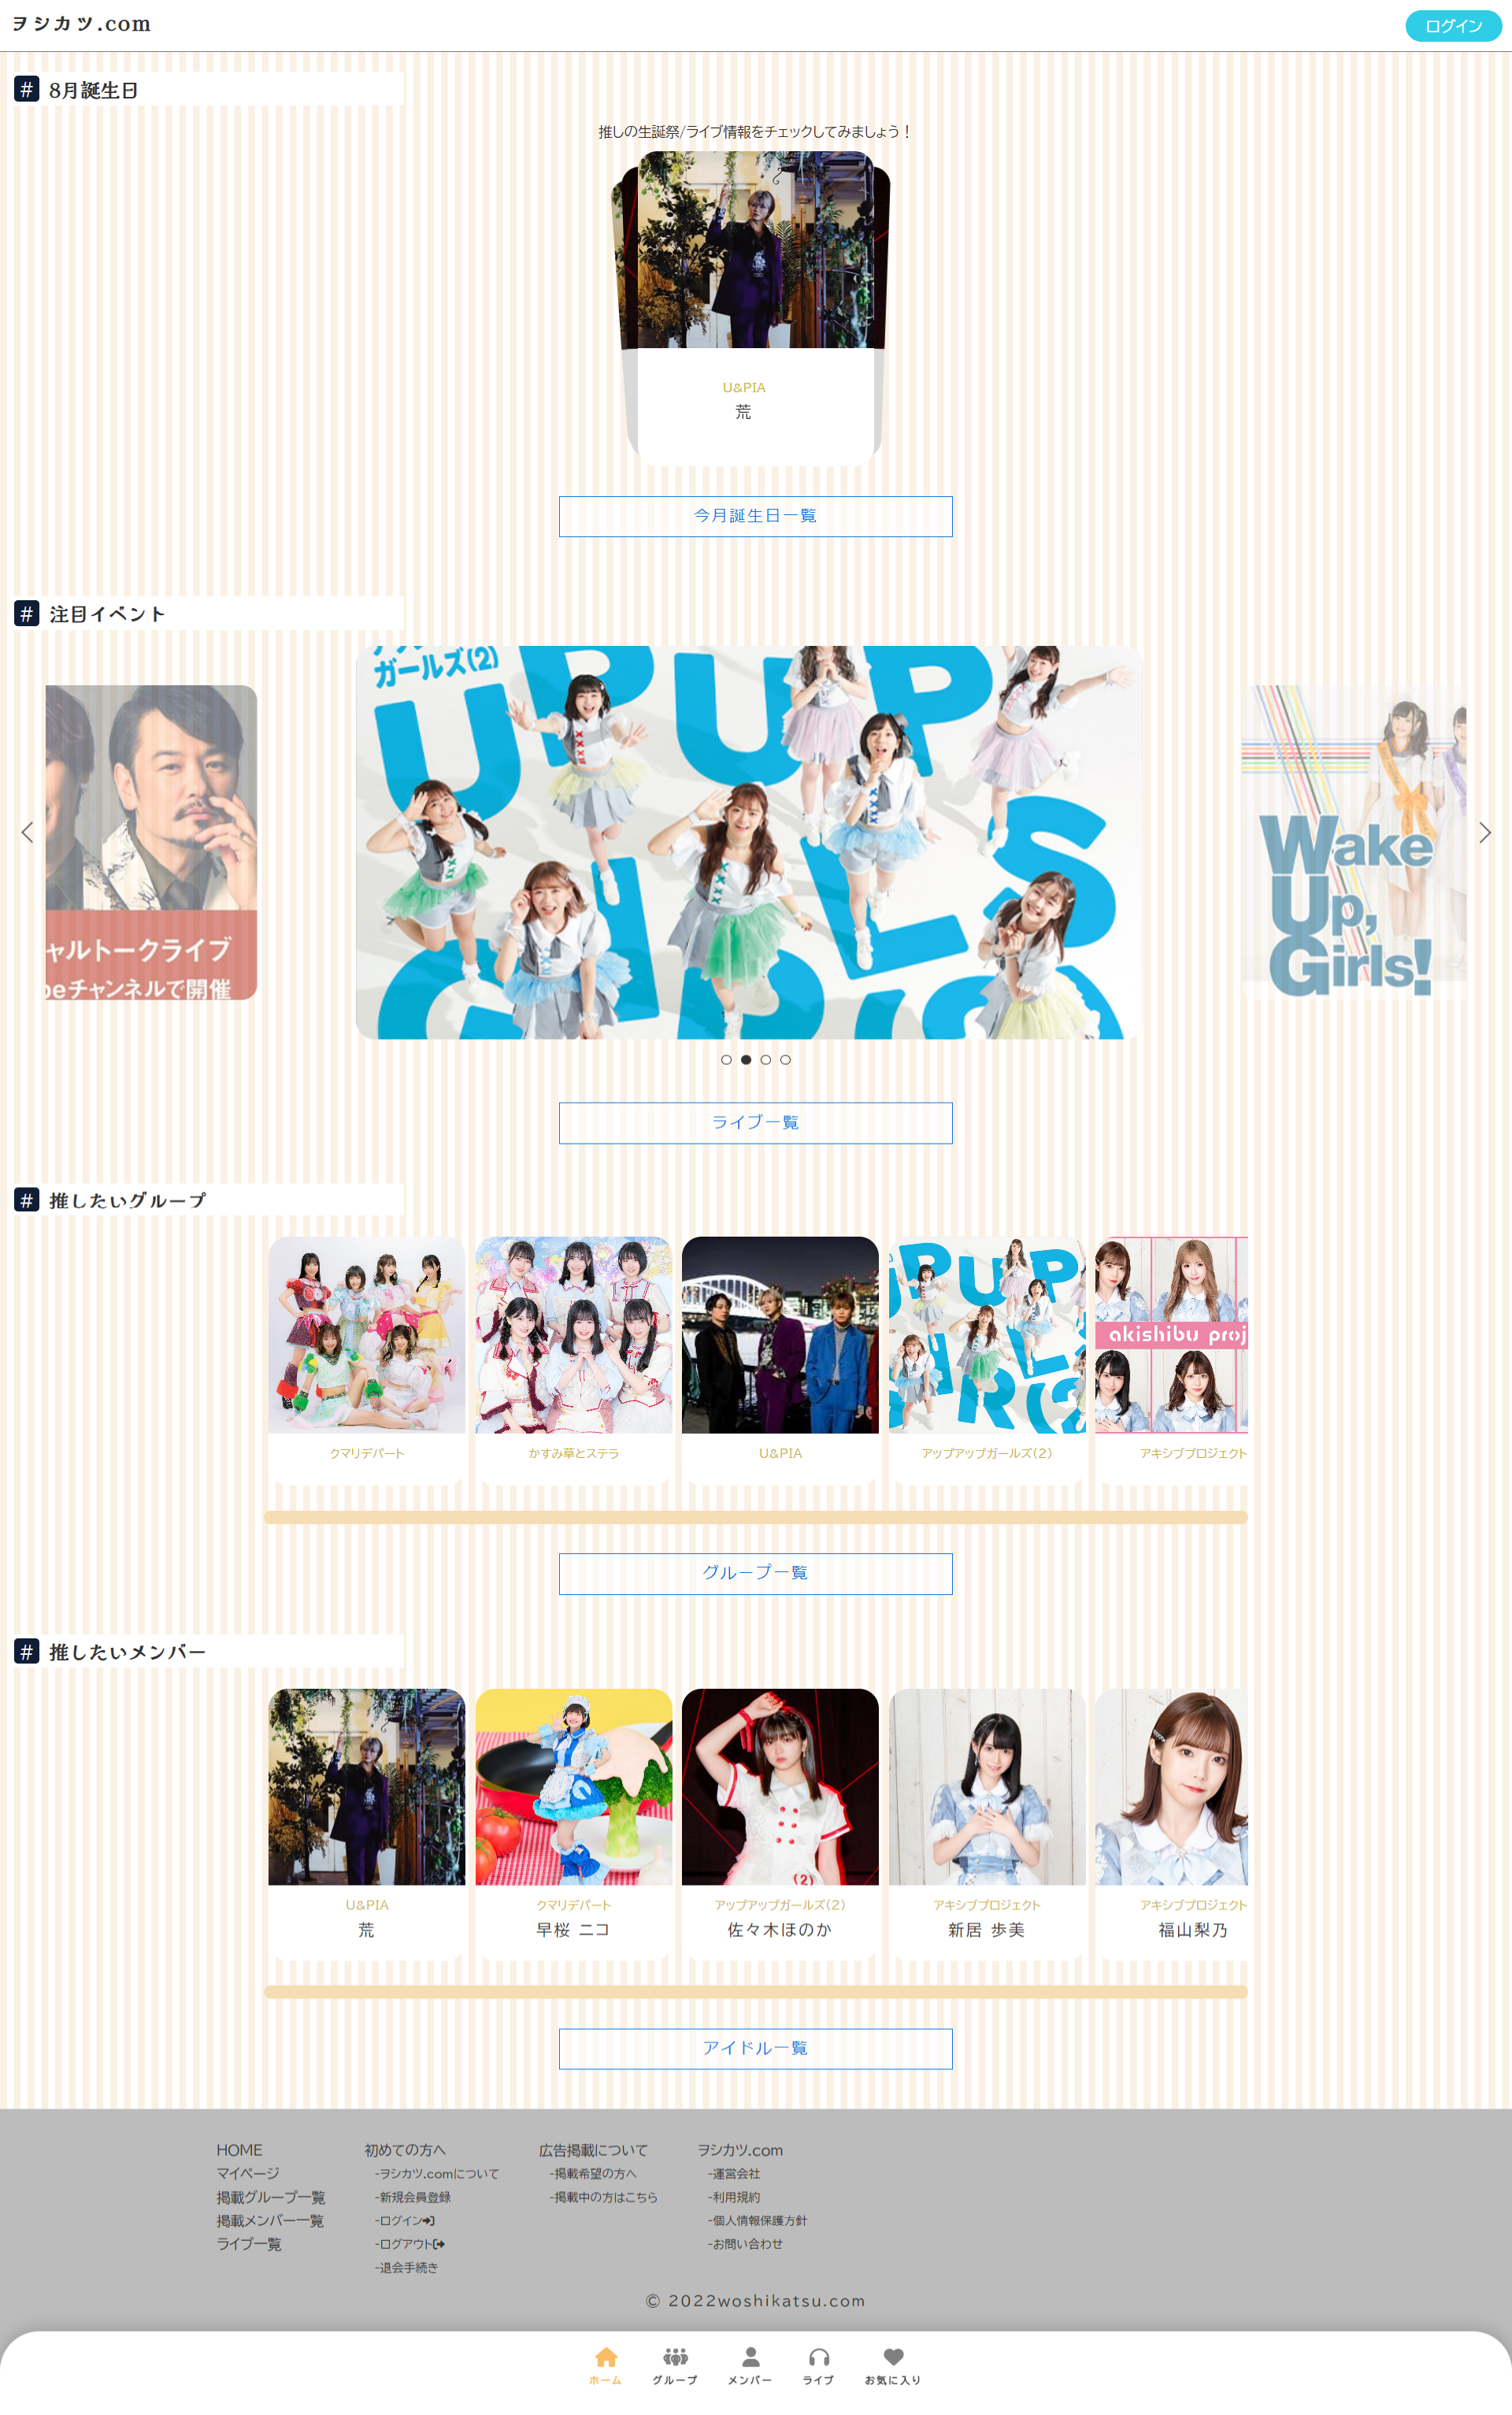 ヲシカツ.com
ログイン
# 8月誕生日
推しの生誕祭/ライブ情報をチェックしてみましょう！
U&PIA
荒
今月誕生日一覧
# 注目イベント
ガールズ(2)
UPUP
GIRLS
ャルトークライブ
beチャンネルで開催
Wake
Up,
Girls!
ライブ一覧
# 推したいグループ
UPUP
GIRLS
akishibu proj
クマリデパート
かすみ草とステラ
U&PIA
アップアップガールズ(2)
アキシブプロジェクト
グループ一覧
# 推したいメンバー
(2)
U&PIA
荒
クマリデパート
早桜 ニコ
アップアップガールズ(2)
佐々木ほのか
アキシブプロジェクト
新居 歩美
アキシブプロジェクト
福山梨乃
アイドル一覧
HOME
マイページ
掲載グループ一覧
掲載メンバー一覧
ライブ一覧
初めての方へ
-ヲシカツ.comについて
-新規会員登録
-ログイン
-ログアウト
-退会手続き
広告掲載について
-掲載希望の方へ
-掲載中の方はこちら
ヲシカツ.com
-運営会社
-利用規約
-個人情報保護方針
-お問い合わせ
© 2022woshikatsu.com
ホーム
グループ
メンバー
ライブ
お気に入り